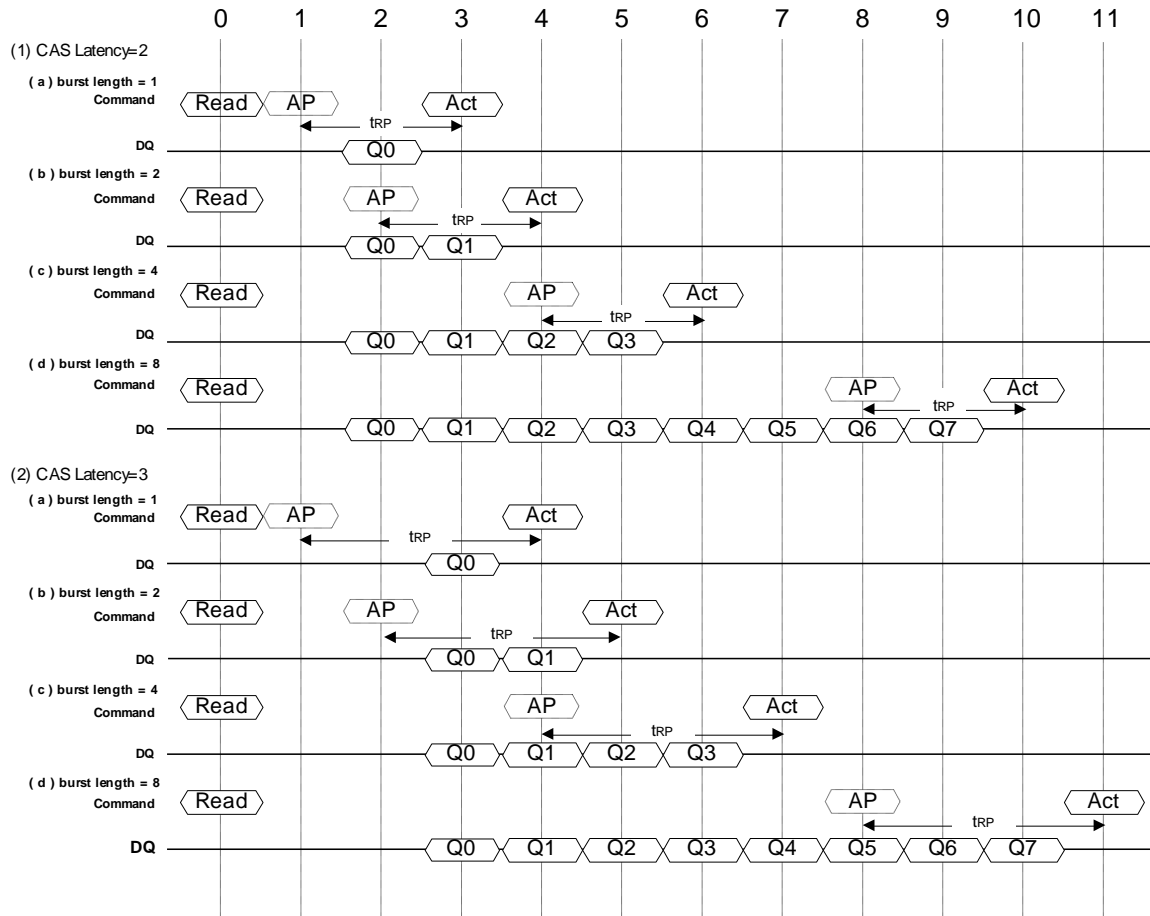 0 1 2 3 4 5 6 7 8 9 10 11
(1) CAS Latency=2
( a ) burst length = 1
Command Read AP Act
tRP
DQ Q0
( b ) burst length = 2
Command Read AP Act
tRP
DQ Q0 Q1
( c ) burst length = 4
Command Read AP Act
tRP
DQ Q0 Q1 Q2 Q3
( d ) burst length = 8
Command Read AP Act
tRP
DQ Q0 Q1 Q2 Q3 Q4 Q5 Q6 Q7
(2) CAS Latency=3
( a ) burst length = 1
Command Read AP Act
tRP
DQ Q0
( b ) burst length = 2
Command Read AP Act
tRP
DQ Q0 Q1
( c ) burst length = 4
Command Read AP Act
tRP
DQ Q0 Q1 Q2 Q3
( d ) burst length = 8
Command Read AP Act
tRP
DQ Q0 Q1 Q2 Q3 Q4 Q5 Q6 Q7